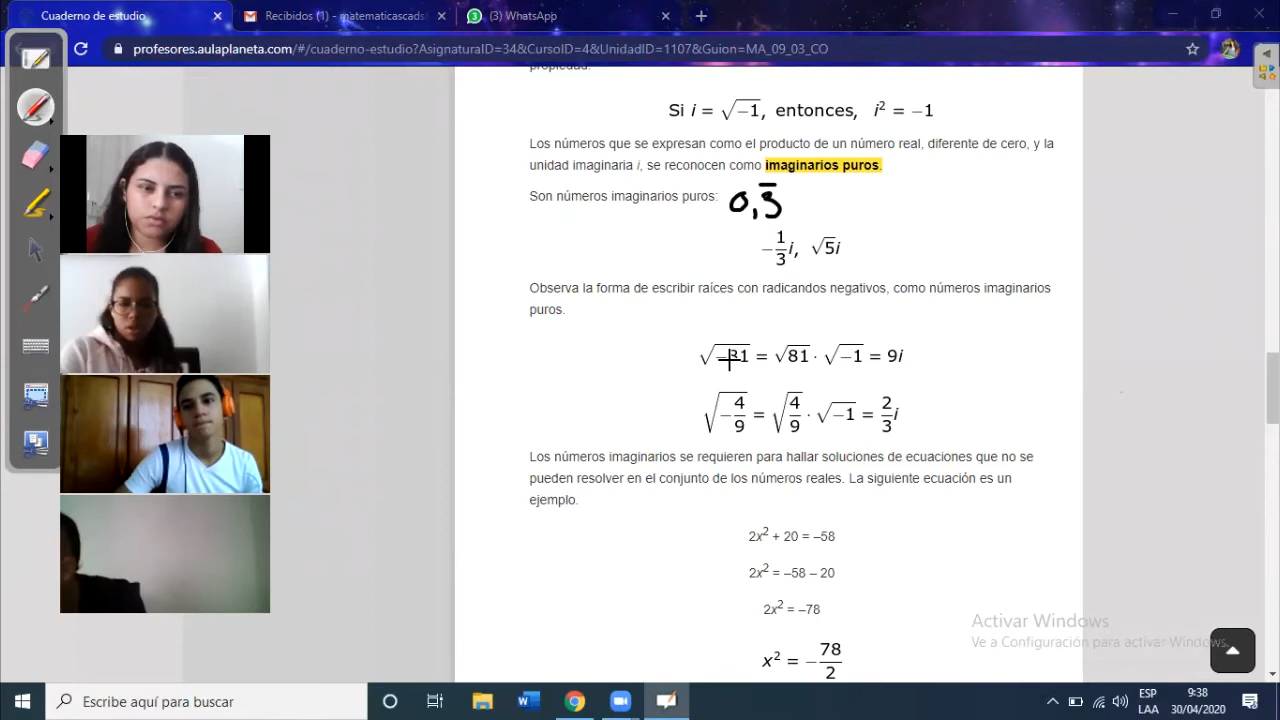 Cuaderno de estudio
Recibidos (1) - matematicascads
(3) WhatsApp
profesores.aulaplaneta.com/#/cuaderno-estudio?AsignaturaID=34&CursoID=4&UnidadID=1107&Guion=MA_09_03_CO
propiedad:
Si i = √−1, entonces, i² = −1
Los números que se expresan como el producto de un número real, diferente de cero, y la
unidad imaginaria i, se reconocen como imaginarios puros.
Son números imaginarios puros: 0,3̅
−1/3 i, √5i
Observa la forma de escribir raíces con radicandos negativos, como números imaginarios
puros.
√−81 = √81 · √−1 = 9i
√−4/9 = √4/9 · √−1 = 2/3 i
Los números imaginarios se requieren para hallar soluciones de ecuaciones que no se
pueden resolver en el conjunto de los números reales. La siguiente ecuación es un
ejemplo.
2x² + 20 = –58
2x² = –58 – 20
2x² = –78
x² = −78/2
Activar Windows
Ve a Configuración para activar Windows.
Escribe aquí para buscar
ESP
LAA
9:38
30/04/2020